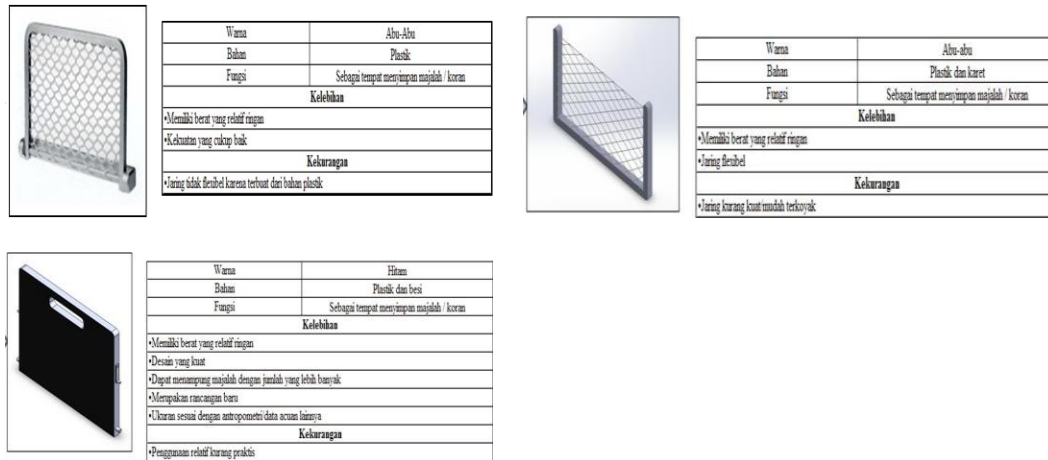 Warna Abu-Abu
Bahan Plastik
Fungsi Sebagai tempat menyimpan majalah / koran
Kelebihan
•Memiliki berat yang relatif ringan
•Kekuatan yang cukup baik
Kekurangan
•Jaring tidak flexibel karena terbuat dari bahan plastik
Warna Abu-abu
Bahan Plastik dan karet
Fungsi Sebagai tempat menyimpan majalah / koran
Kelebihan
•Memiliki berat yang relatif ringan
•Jaring flexibel
Kekurangan
•Jaring kurang kuat/mudah terkoyak
Warna Hitam
Bahan Plastik dan besi
Fungsi Sebagai tempat menyimpan majalah / koran
Kelebihan
•Memiliki berat yang relatif ringan
•Desain yang kuat
•Dapat menampung majalah dengan jumlah yang lebih banyak
•Merupakan rancangan baru
•Ukuran sesuai dengan antropometri/data acuan lainnya
Kekurangan
•Penggunaan relatif kurang praktis